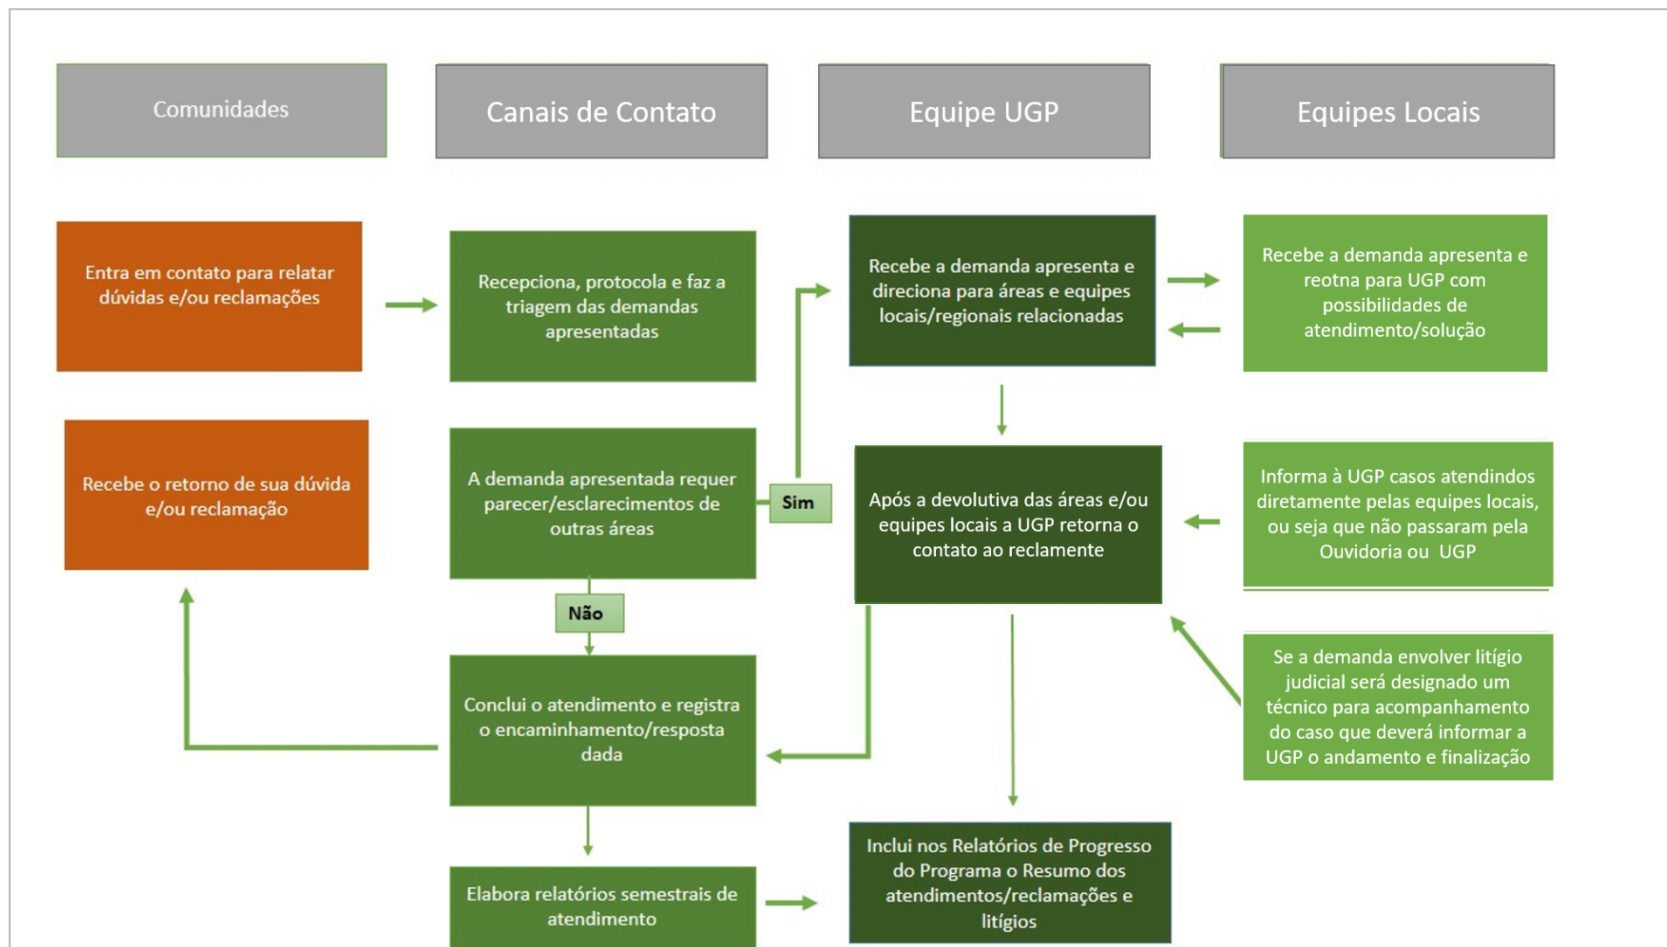 Comunidades
Canais de Contato
Equipe UGP
Equipes Locais
Entra em contato para relatar
dúvidas e/ou reclamações
Recepciona, protocola e faz a
triagem das demandas
apresentadas
Recebe a demanda apresenta e
direciona para áreas e equipes
locais/regionais relacionadas
Recebe a demanda apresenta e
reotna para UGP com
possibilidades de
atendimento/solução
Recebe o retorno de sua dúvida
e/ou reclamação
A demanda apresentada requer
parecer/esclarecimentos de
outras áreas
Sim
Após a devolutiva das áreas e/ou
equipes locais a UGP retorna o
contato ao reclamente
Informa à UGP casos atendindos
diretamente pelas equipes locais,
ou seja que não passaram pela
Ouvidoria ou UGP
Não
Conclui o atendimento e registra
o encaminhamento/resposta
dada
Se a demanda envolver litígio
judicial será designado um
técnico para acompanhamento
do caso que deverá informar a
UGP o andamento e finalização
Elabora relatórios semestrais de
atendimento
Inclui nos Relatórios de Progresso
do Programa o Resumo dos
atendimentos/reclamações e
litígios